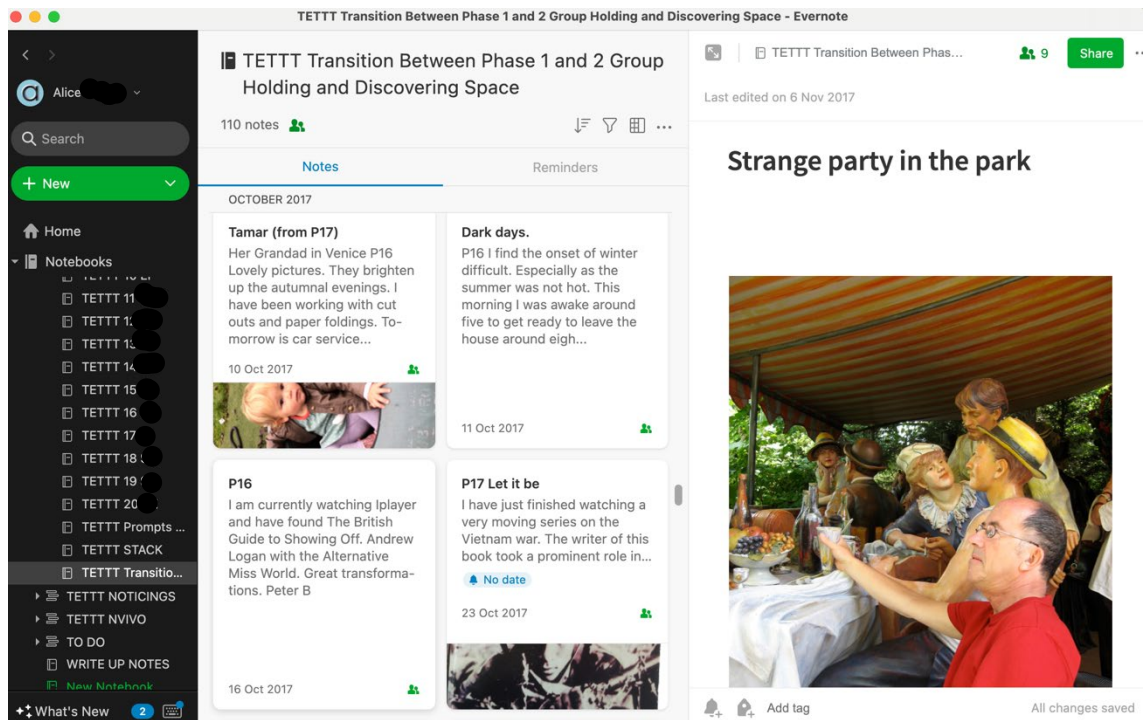 TETTT Transition Between Phase 1 and 2 Group Holding and Discovering Space - Evernote
Alice
Search
New
Home
Notebooks
TETTT 11
TETTT
TETTT 13
TETTT 14
TETTT 15
TETTT 16
TETTT 17
TETTT 18
TETTT 19
TETTT 20
TETTT Prompts ...
TETTT STACK
TETTT Transitio...
TETTT NOTICINGS
TETTT NVIVO
TO DO
WRITE UP NOTES
New Notebook
What's New 2
TETTT Transition Between Phase 1 and 2 Group
Holding and Discovering Space
110 notes
...
Notes
Reminders
OCTOBER 2017
Tamar (from P17)
Her Grandad in Venice P16
Lovely pictures. They brighten
up the autumnal evenings. I
have been working with cut
outs and paper foldings. To-
morrow is car service...
10 Oct 2017
Dark days.
P16 I find the onset of winter
difficult. Especially as the
summer was not hot. This
morning I was awake around
five to get ready to leave the
house around eigh...
11 Oct 2017
P16
I am currently watching Iplayer
and have found The British
Guide to Showing Off. Andrew
Logan with the Alternative
Miss World. Great transforma-
tions. Peter B
16 Oct 2017
P17 Let it be
I have just finished watching a
very moving series on the
Vietnam war. The writer of this
book took a prominent role in...
No date
23 Oct 2017
TETTT Transition Between Phas...
9
Share
Last edited on 6 Nov 2017
Strange party in the park
Add tag
All changes saved